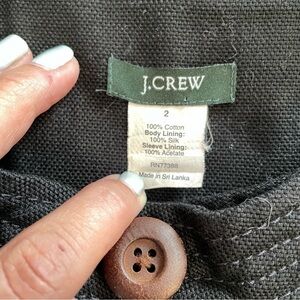 J.CREW
2
100% Cotton
Body Lining:
100% Silk
Sleeve Lining:
100% Acetate
RN77388
Made in Sri Lanka